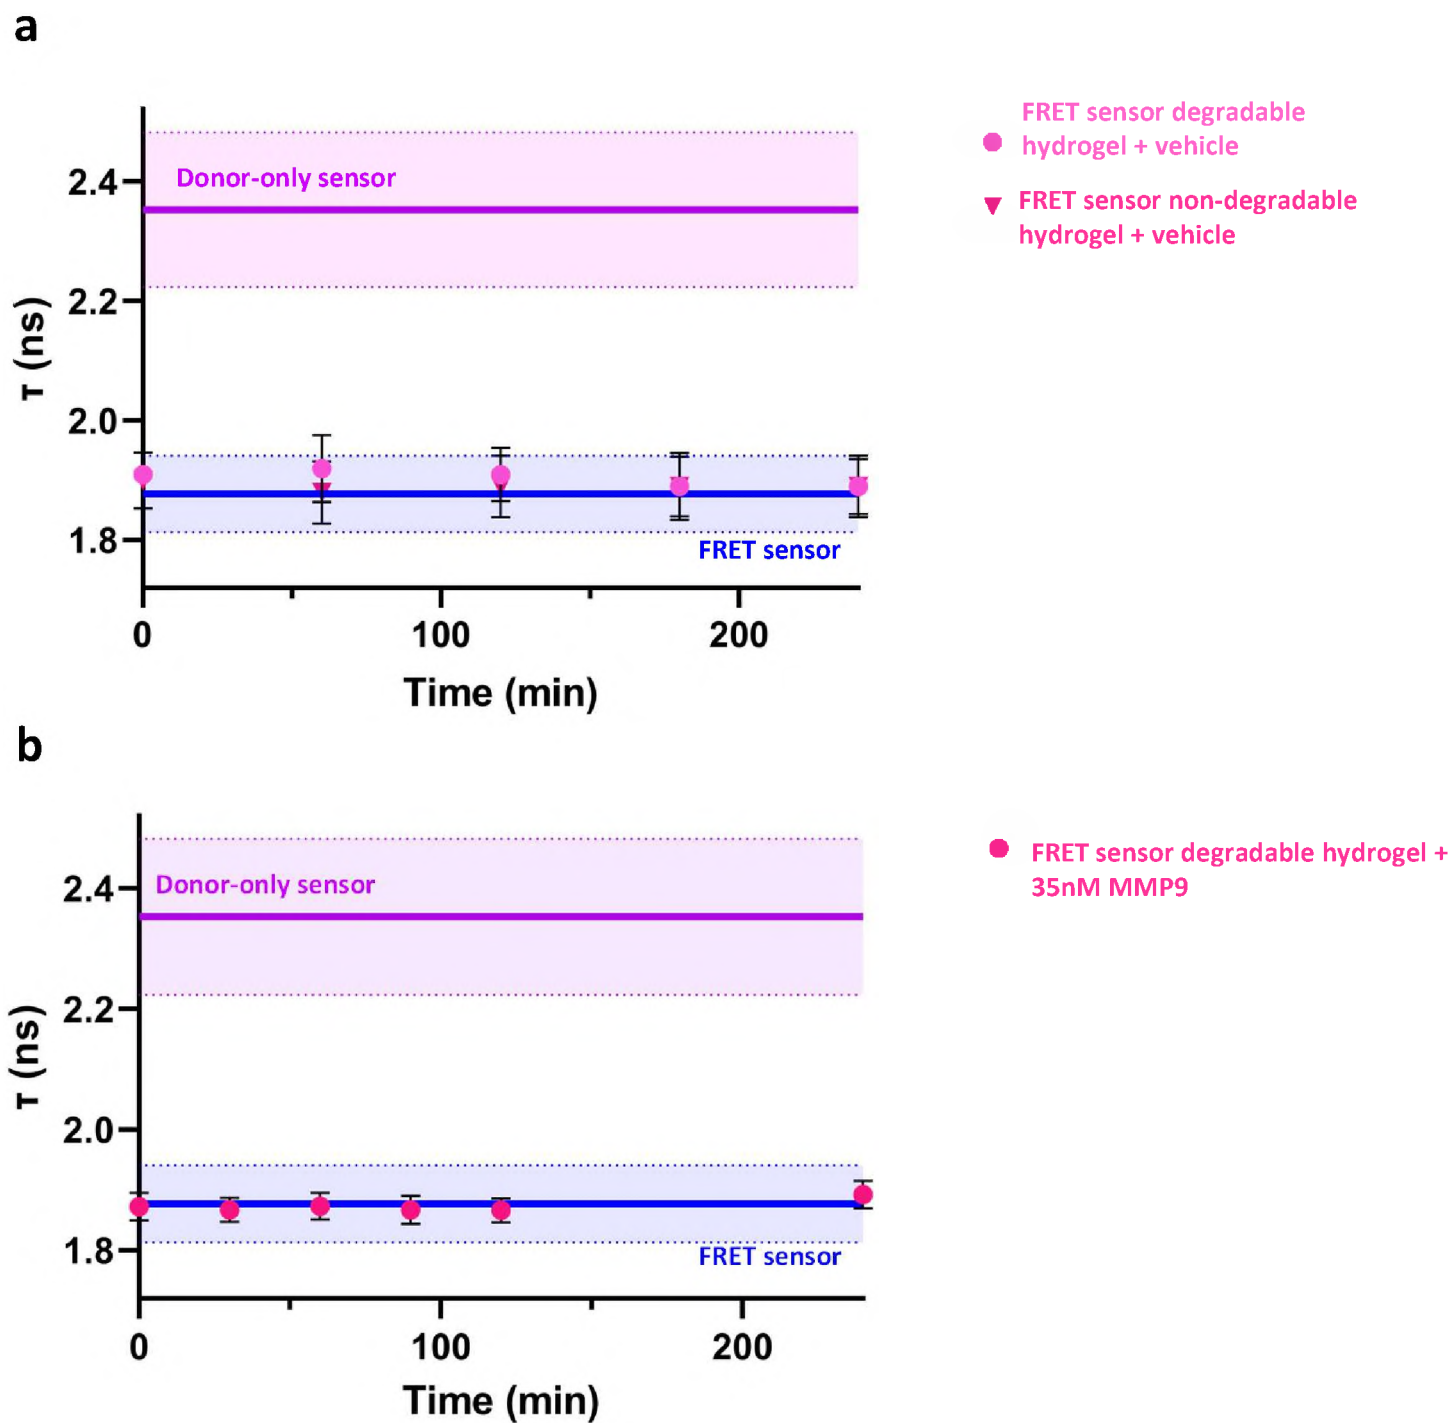 a
FRET sensor degradable
hydrogel + vehicle
FRET sensor non-degradable
hydrogel + vehicle
Donor-only sensor
2.4
2.2
2.0
1.8
τ (ns)
FRET sensor
0
100
200
Time (min)
b
FRET sensor degradable hydrogel +
35nM MMP9
Donor-only sensor
2.4
2.2
2.0
1.8
τ (ns)
FRET sensor
0
100
200
Time (min)